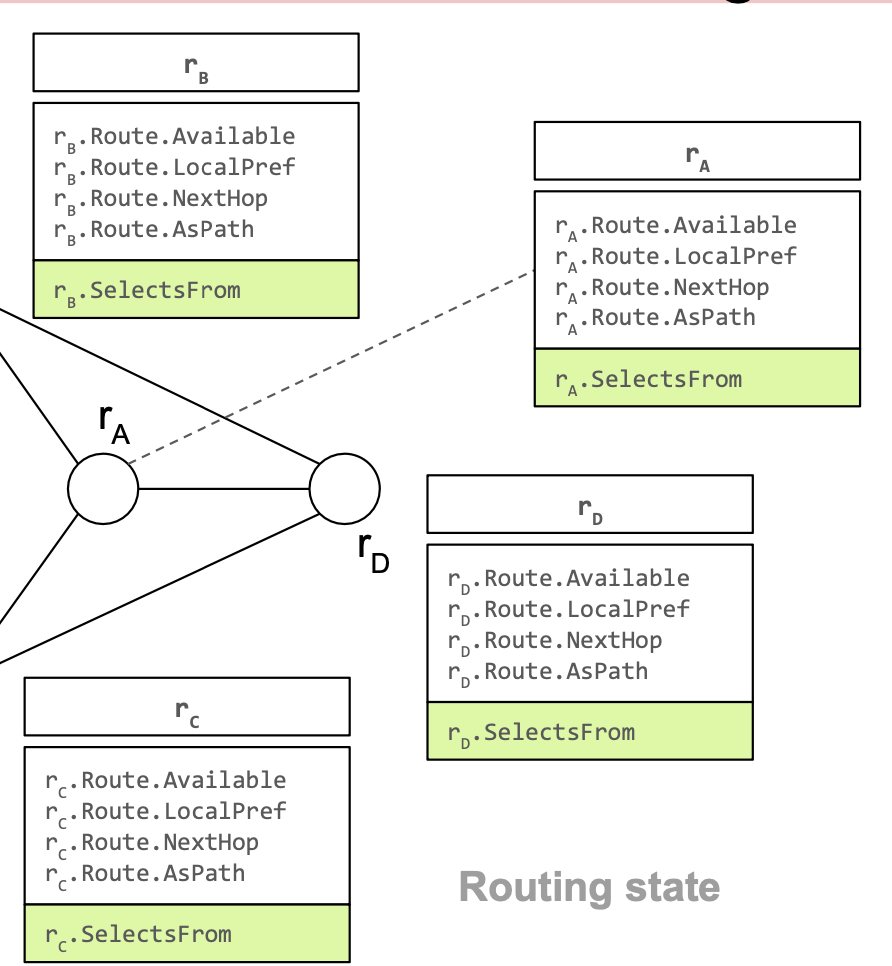 r_B
r_B.Route.Available
r_B.Route.LocalPref
r_B.Route.NextHop
r_B.Route.AsPath
r_B.SelectsFrom
r_A
r_A.Route.Available
r_A.Route.LocalPref
r_A.Route.NextHop
r_A.Route.AsPath
r_A.SelectsFrom
r_A
r_D
r_D
r_D.Route.Available
r_D.Route.LocalPref
r_D.Route.NextHop
r_D.Route.AsPath
r_D.SelectsFrom
r_C
r_C.Route.Available
r_C.Route.LocalPref
r_C.Route.NextHop
r_C.Route.AsPath
r_C.SelectsFrom
Routing state